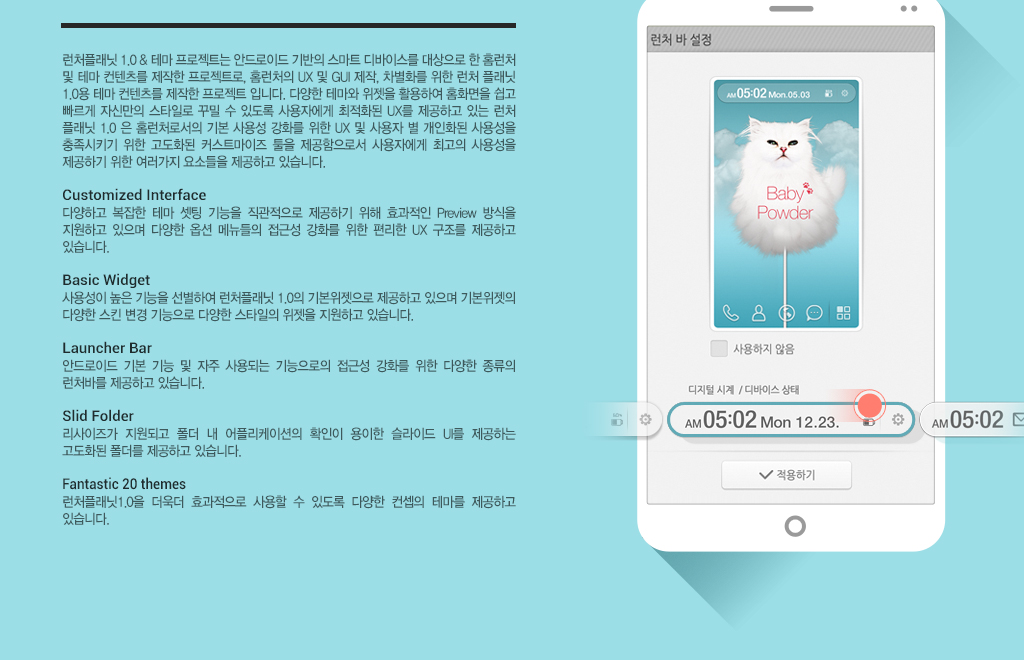 런처플래닛 1.0 & 테마 프로젝트는 안드로이드 기반의 스마트 디바이스를 대상으로 한 홈런처
및 테마 컨텐츠를 제작한 프로젝트로, 홈런처의 UX 및 GUI 제작, 차별화를 위한 런처 플래닛
1.0용 테마 컨텐츠를 제작한 프로젝트 입니다. 다양한 테마와 위젯을 활용하여 홈화면을 쉽고
빠르게 자신만의 스타일로 꾸밀 수 있도록 사용자에게 최적화된 UX를 제공하고 있는 런처
플래닛 1.0 은 홈런처로서의 기본 사용성 강화를 위한 UX 및 사용자 별 개인화된 사용성을
충족시키기 위한 고도화된 커스트마이즈 툴을 제공함으로서 사용자에게 최고의 사용성을
제공하기 위한 여러가지 요소들을 제공하고 있습니다.
Customized Interface
다양하고 복잡한 테마 셋팅 기능을 직관적으로 제공하기 위해 효과적인 Preview 방식을
지원하고 있으며 다양한 옵션 메뉴들의 접근성 강화를 위한 편리한 UX 구조를 제공하고
있습니다.
Basic Widget
사용성이 높은 기능을 선별하여 런처플래닛 1.0의 기본위젯으로 제공하고 있으며 기본위젯의
다양한 스킨 변경 기능으로 다양한 스타일의 위젯을 지원하고 있습니다.
Launcher Bar
안드로이드 기본 기능 및 자주 사용되는 기능으로의 접근성 강화를 위한 다양한 종류의
런처바를 제공하고 있습니다.
Slid Folder
리사이즈가 지원되고 폴더 내 어플리케이션의 확인이 용이한 슬라이드 UI를 제공하는
고도화된 폴더를 제공하고 있습니다.
Fantastic 20 themes
런처플래닛1.0을 더욱더 효과적으로 사용할 수 있도록 다양한 컨셉의 테마를 제공하고
있습니다.
런처 바 설정
AM 05:02 Mon.05.03
Baby
Powder
사용하지 않음
디지털 시계 / 디바이스 상태
AM 05:02 Mon 12.23.
AM 05:02
적용하기